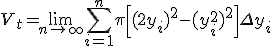 V_t = \lim_{n \to \infty} \sum_{i=1}^{n} \pi \left[ (2y_i)^2 - (y_i^2)^2 \right] \Delta y_i